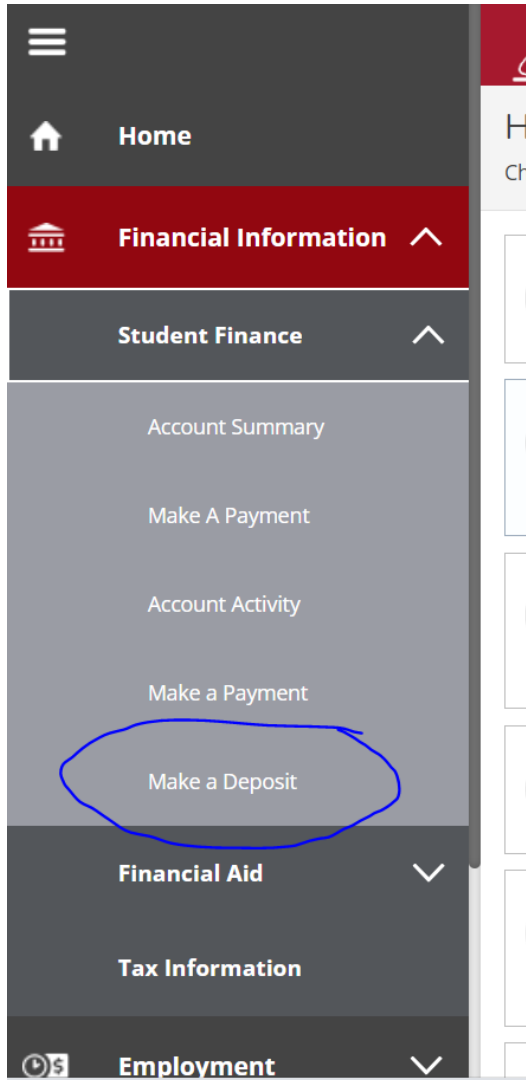 Home
H
Ch
Financial Information
Student Finance
Account Summary
Make A Payment
Account Activity
Make a Payment
Make a Deposit
Financial Aid
Tax Information
$
Employment